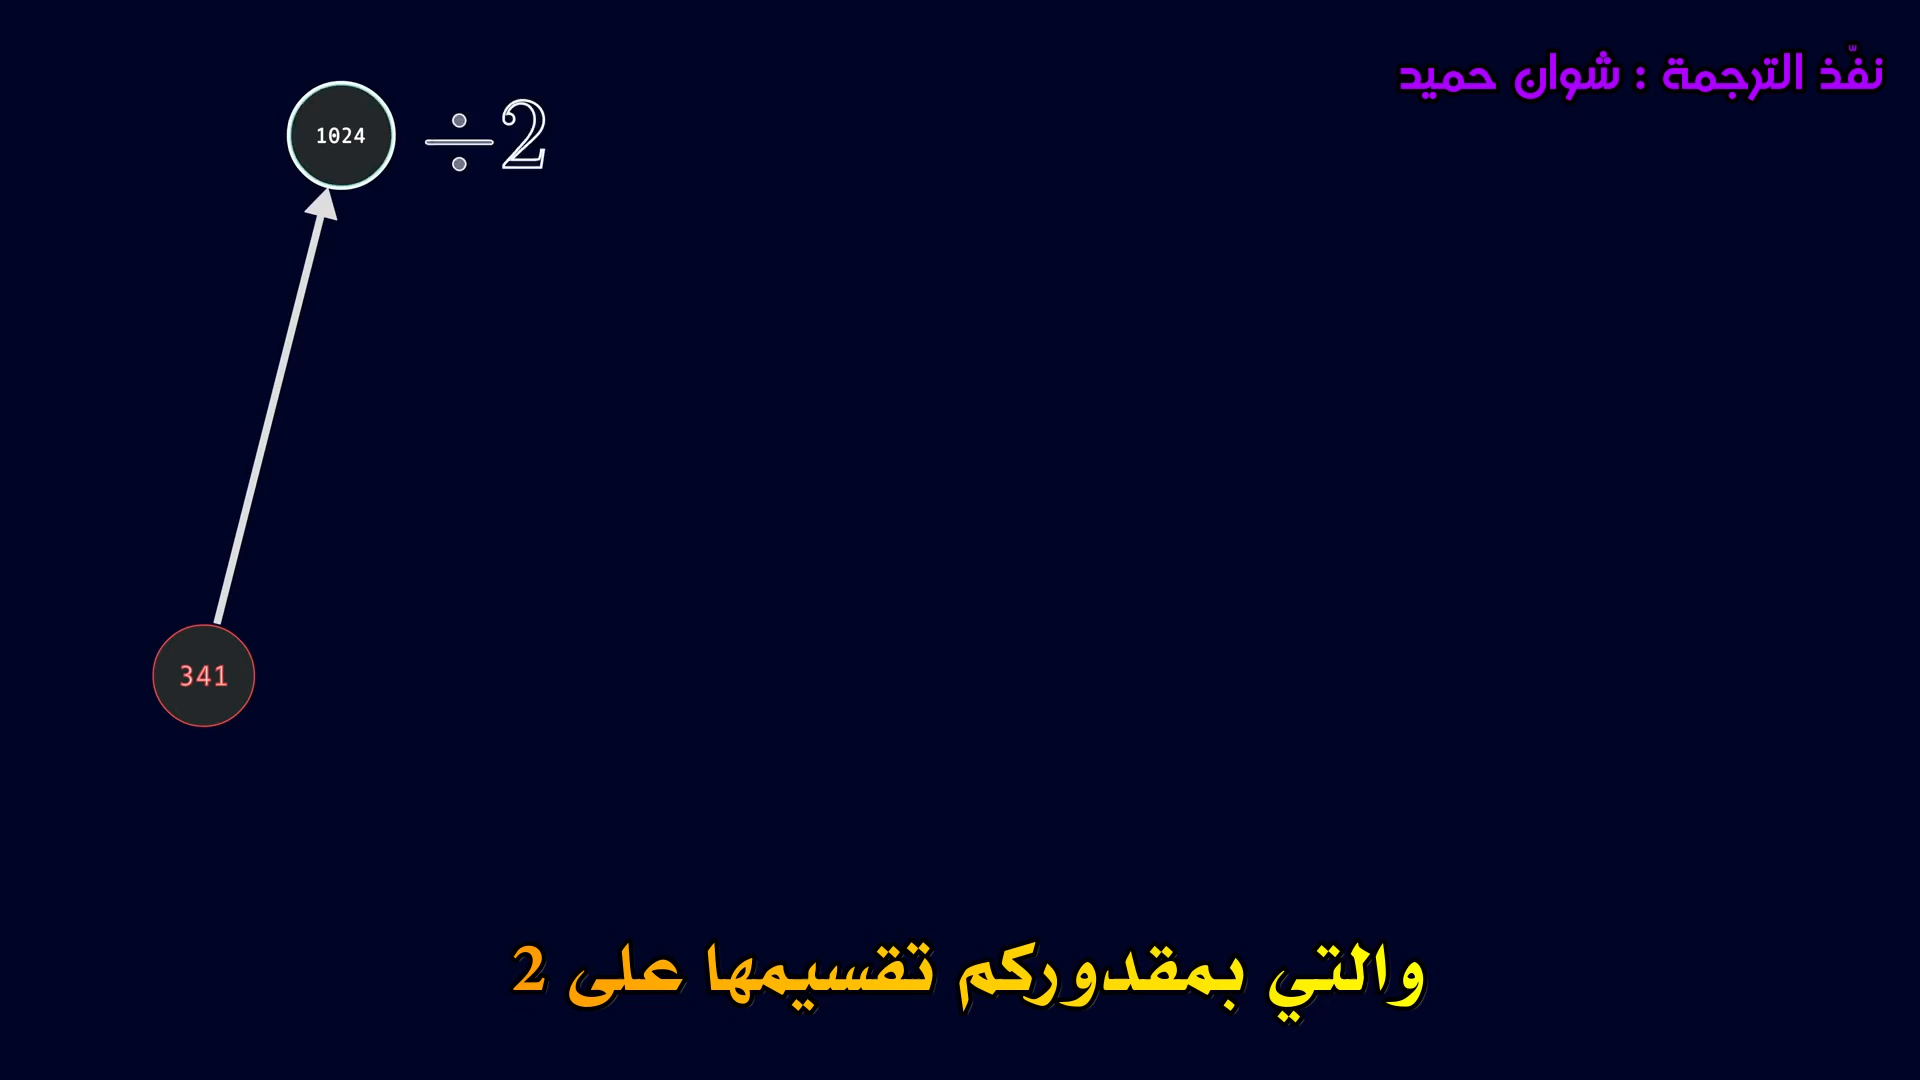 نفّذ الترجمة : شوان حميد
1024 ÷2
341
والتي بمقدوركم تقسيمها على 2